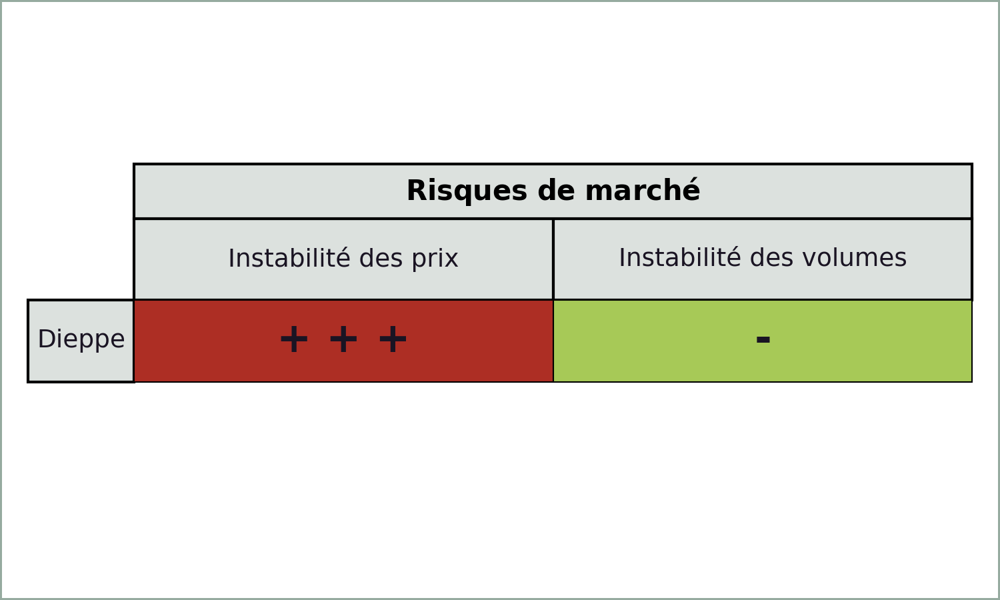 Risques de marché
Instabilité des prix
Instabilité des volumes
Dieppe
+ + +
-